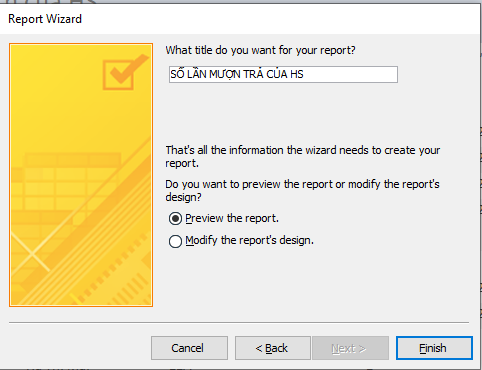 Report Wizard
What title do you want for your report?
SỐ LẦN MƯỢN TRẢ CỦA HS
That's all the information the wizard needs to create your
report.
Do you want to preview the report or modify the report's
design?
Preview the report.
Modify the report's design.
Cancel
< Back
Next >
Finish